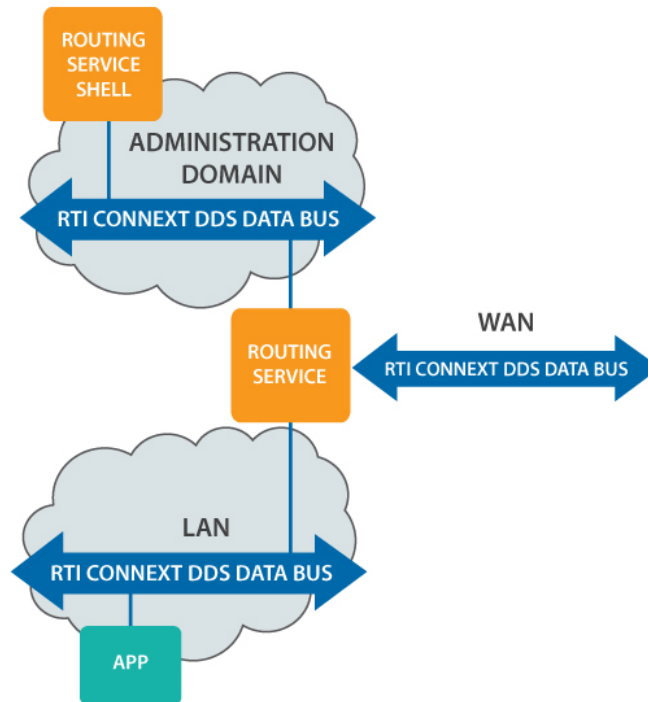 ROUTING
SERVICE
SHELL
ADMINISTRATION
DOMAIN
RTI CONNEXT DDS DATA BUS
WAN
ROUTING
SERVICE
RTI CONNEXT DDS DATA BUS
LAN
RTI CONNEXT DDS DATA BUS
APP